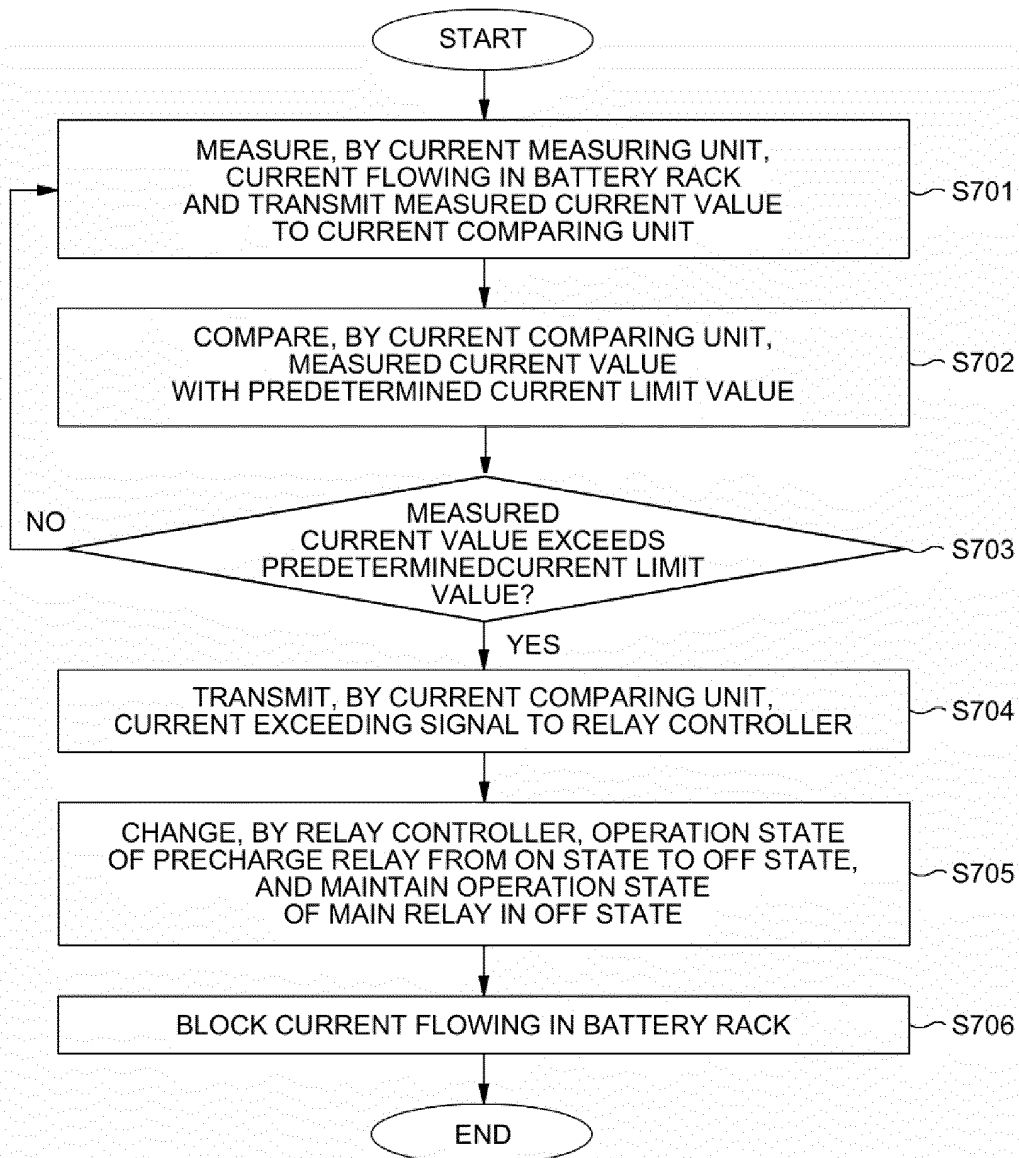 START
MEASURE, BY CURRENT MEASURING UNIT,
CURRENT FLOWING IN BATTERY RACK
AND TRANSMIT MEASURED CURRENT VALUE
TO CURRENT COMPARING UNIT
S701
COMPARE, BY CURRENT COMPARING UNIT,
MEASURED CURRENT VALUE
WITH PREDETERMINED CURRENT LIMIT VALUE
S702
NO
MEASURED
CURRENT VALUE EXCEEDS
PREDETERMINEDCURRENT LIMIT
VALUE?
S703
YES
TRANSMIT, BY CURRENT COMPARING UNIT,
CURRENT EXCEEDING SIGNAL TO RELAY CONTROLLER
S704
CHANGE, BY RELAY CONTROLLER, OPERATION STATE
OF PRECHARGE RELAY FROM ON STATE TO OFF STATE,
AND MAINTAIN OPERATION STATE
OF MAIN RELAY IN OFF STATE
S705
BLOCK CURRENT FLOWING IN BATTERY RACK
S706
END